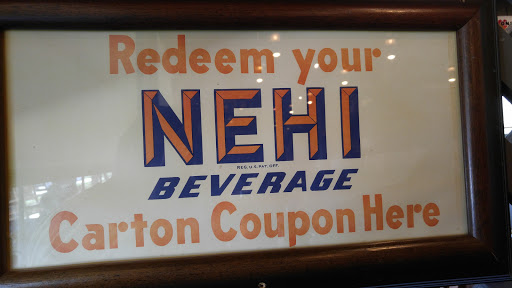 Redeem your
NEHI
REG. U.S. PAT. OFF.
BEVERAGE
Carton Coupon Here